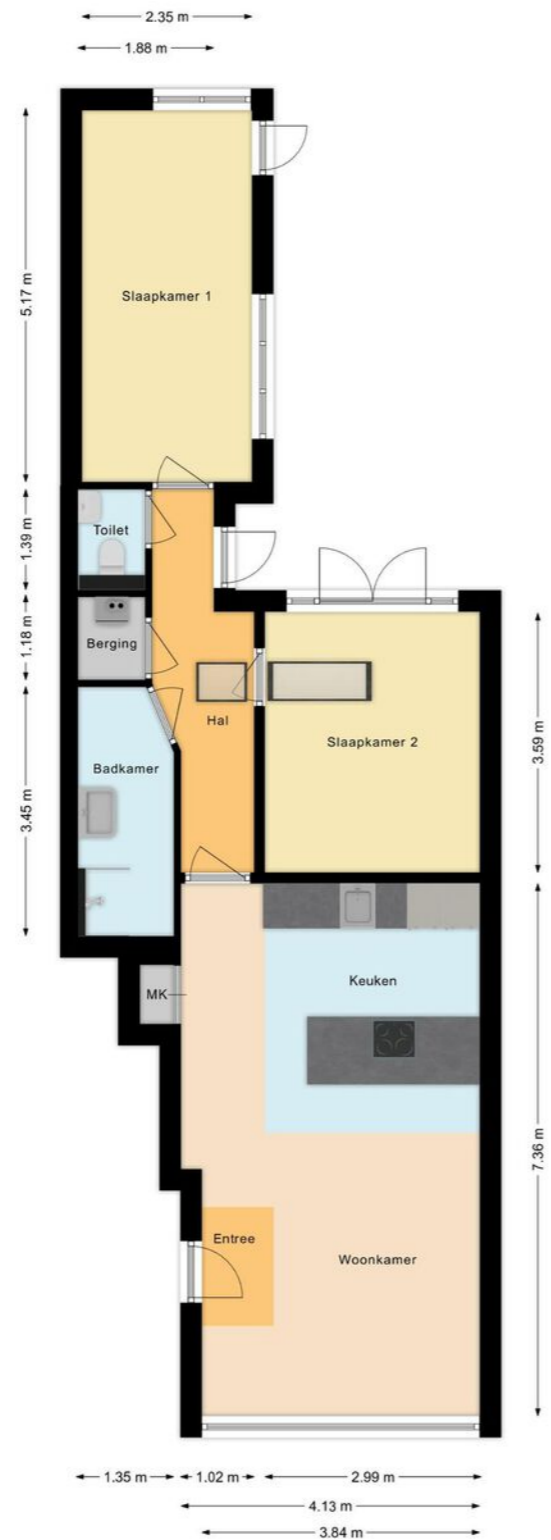 2.35 m
1.88 m
5.17 m
Slaapkamer 1
1.39 m
Toilet
1.18 m
Berging
Hal
Slaapkamer 2
3.59 m
Badkamer
3.45 m
MK
Keuken
7.36 m
Entree
Woonkamer
1.35 m
1.02 m
2.99 m
4.13 m
3.84 m